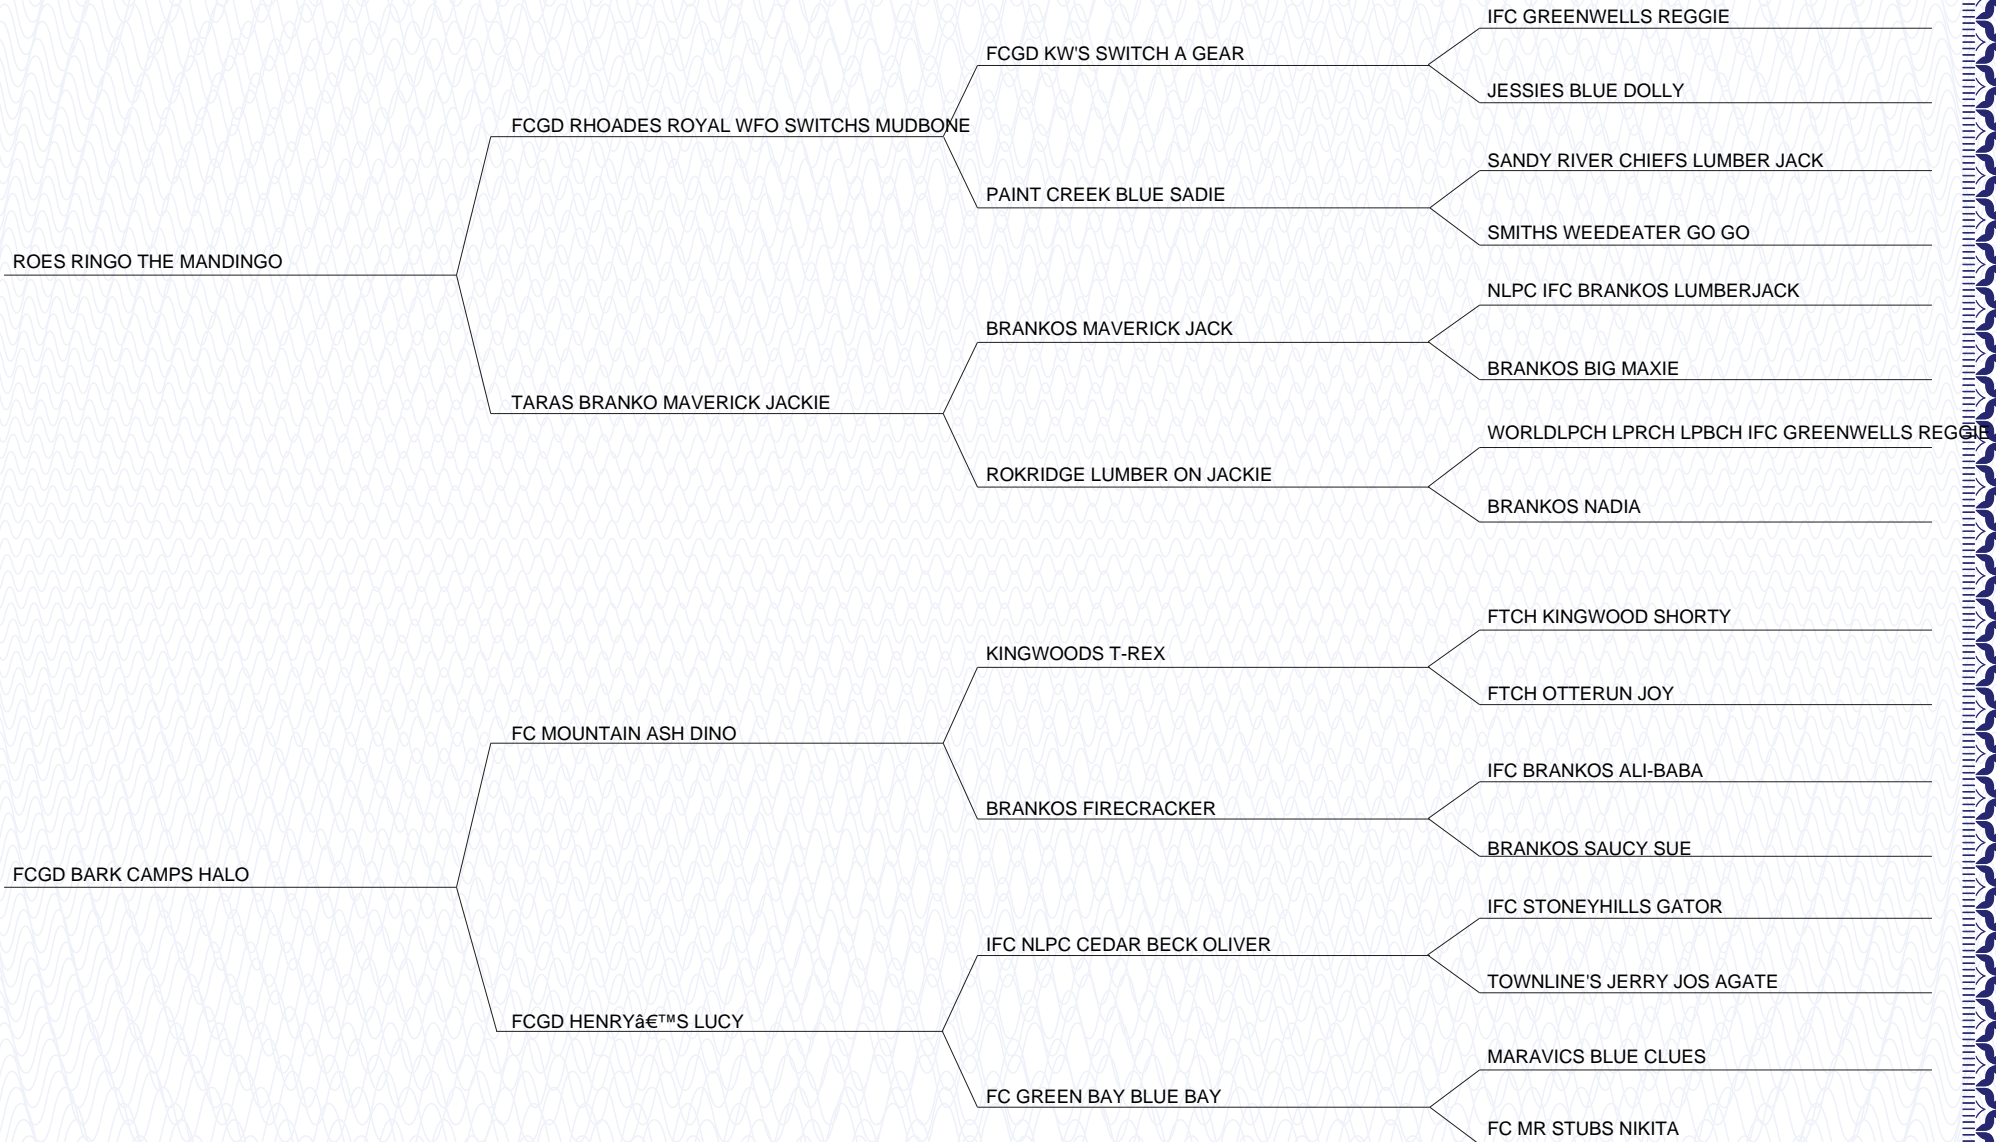 IFC GREENWELLS REGGIE
FCGD KW'S SWITCH A GEAR
JESSIES BLUE DOLLY
FCGD RHOADES ROYAL WFO SWITCHS MUDBONE
SANDY RIVER CHIEFS LUMBER JACK
PAINT CREEK BLUE SADIE
SMITHS WEEDEATER GO GO
ROES RINGO THE MANDINGO
NLPC IFC BRANKOS LUMBERJACK
BRANKOS MAVERICK JACK
BRANKOS BIG MAXIE
TARAS BRANKO MAVERICK JACKIE
WORLDLPCH LPRCH LPBCH IFC GREENWELLS REGGIE
ROKRIDGE LUMBER ON JACKIE
BRANKOS NADIA
FTCH KINGWOOD SHORTY
KINGWOODS T-REX
FTCH OTTERUN JOY
FC MOUNTAIN ASH DINO
IFC BRANKOS ALI-BABA
BRANKOS FIRECRACKER
BRANKOS SAUCY SUE
FCGD BARK CAMPS HALO
IFC STONEYHILLS GATOR
IFC NLPC CEDAR BECK OLIVER
TOWNLINE'S JERRY JOS AGATE
FCGD HENRYâ€™S LUCY
MARAVICS BLUE CLUES
FC GREEN BAY BLUE BAY
FC MR STUBS NIKITA